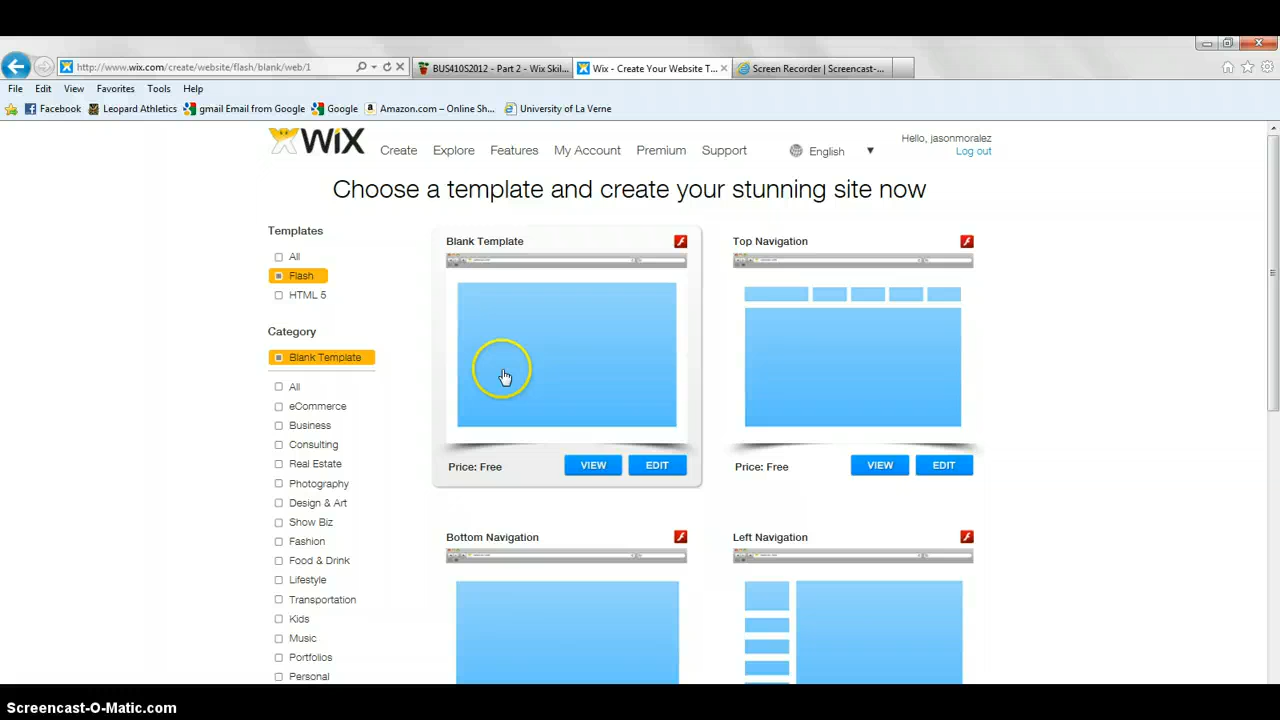 http://www.wix.com/create/website/flash/blank/web/1
BUS410S2012 - Part 2 - Wix Skil...
Wix - Create Your Website T...
Screen Recorder | Screencast-...
File Edit View Favorites Tools Help
Facebook Leopard Athletics gmail Email from Google Google Amazon.com – Online Sh... University of La Verne
WiX Create Explore Features My Account Premium Support English
Hello, jasonmoralez
Log out
Choose a template and create your stunning site now
Templates
All
Flash
HTML 5
Category
Blank Template
All
eCommerce
Business
Consulting
Real Estate
Photography
Design & Art
Show Biz
Fashion
Food & Drink
Lifestyle
Transportation
Kids
Music
Portfolios
Personal
Blank Template
Price: Free VIEW EDIT
Top Navigation
Price: Free VIEW EDIT
Bottom Navigation
Left Navigation
Screencast-O-Matic.com